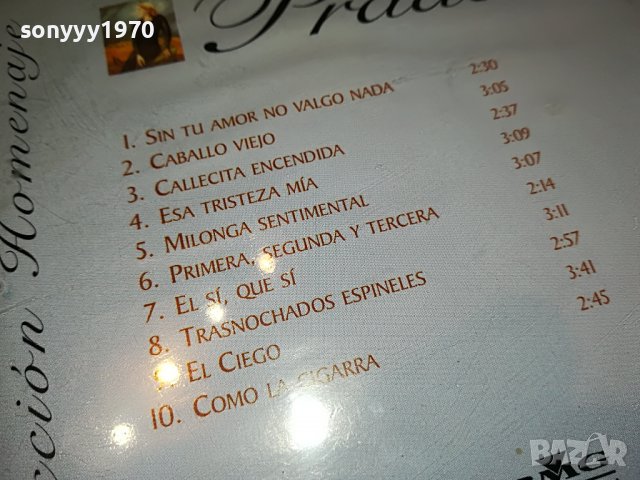 sonyyy1970
Homenaje
1. SIN TU AMOR NO VALGO NADA 2:30
2. CABALLO VIEJO 3:05
3. CALLECITA ENCENDIDA 2:37
4. ESA TRISTEZA MÍA 3:09
5. MILONGA SENTIMENTAL 3:07
6. PRIMERA, SEGUNDA Y TERCERA 2:14
7. EL SÍ, QUE SÍ 3:11
8. TRASNOCHADOS ESPINELES 2:57
9. EL CIEGO 3:41
10. COMO LA CIGARRA 2:45
BAZAR